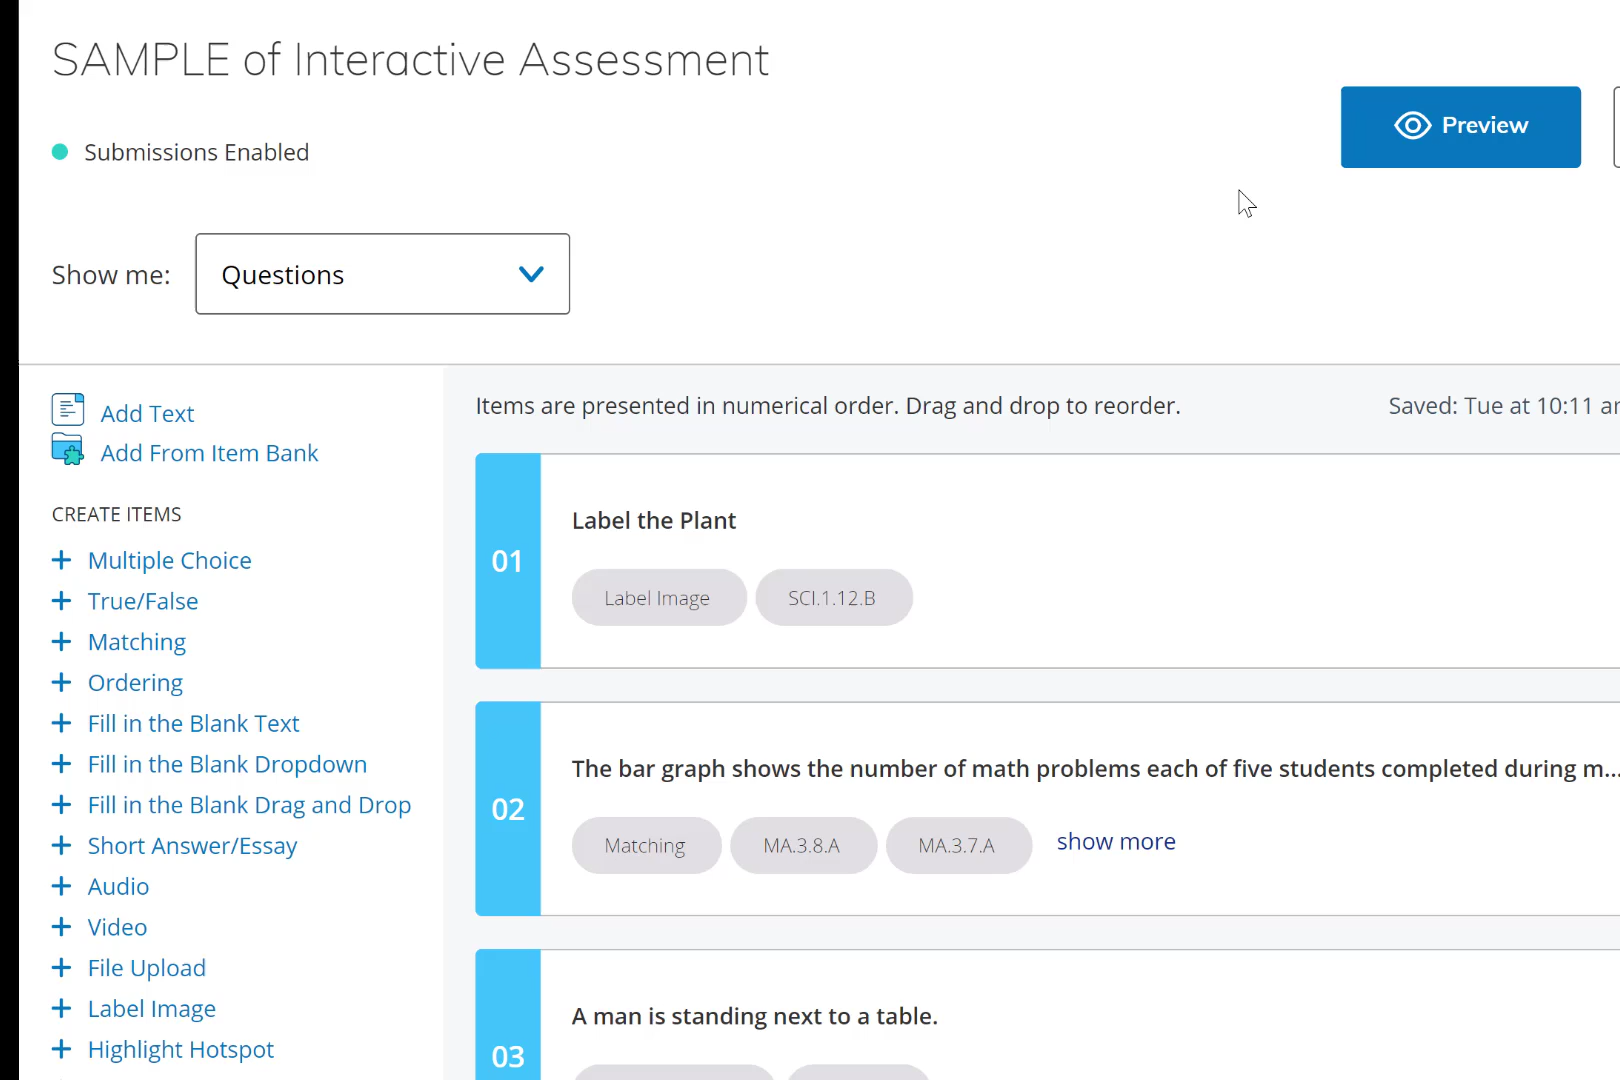 SAMPLE of Interactive Assessment
Preview
Submissions Enabled
Show me:
Questions
Add Text
Add From Item Bank
CREATE ITEMS
Multiple Choice
True/False
Matching
Ordering
Fill in the Blank Text
Fill in the Blank Dropdown
Fill in the Blank Drag and Drop
Short Answer/Essay
Audio
Video
File Upload
Label Image
Highlight Hotspot
Items are presented in numerical order. Drag and drop to reorder.
Saved: Tue at 10:11
01
Label the Plant
Label Image
SCI.1.12.B
02
The bar graph shows the number of math problems each of five students completed during m...
Matching
MA.3.8.A
MA.3.7.A
show more
03
A man is standing next to a table.